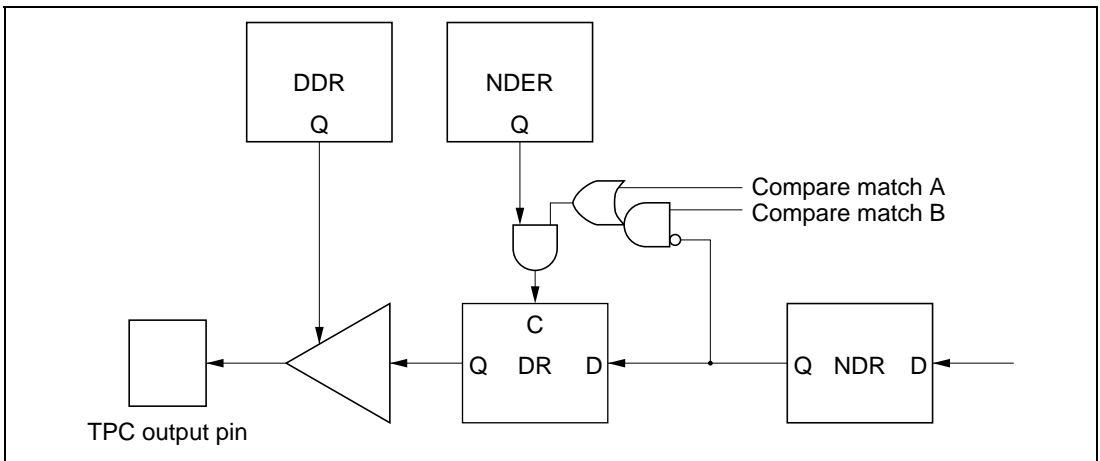 DDR
Q
NDER
Q
Compare match A
Compare match B
C
Q DR D
Q NDR D
TPC output pin